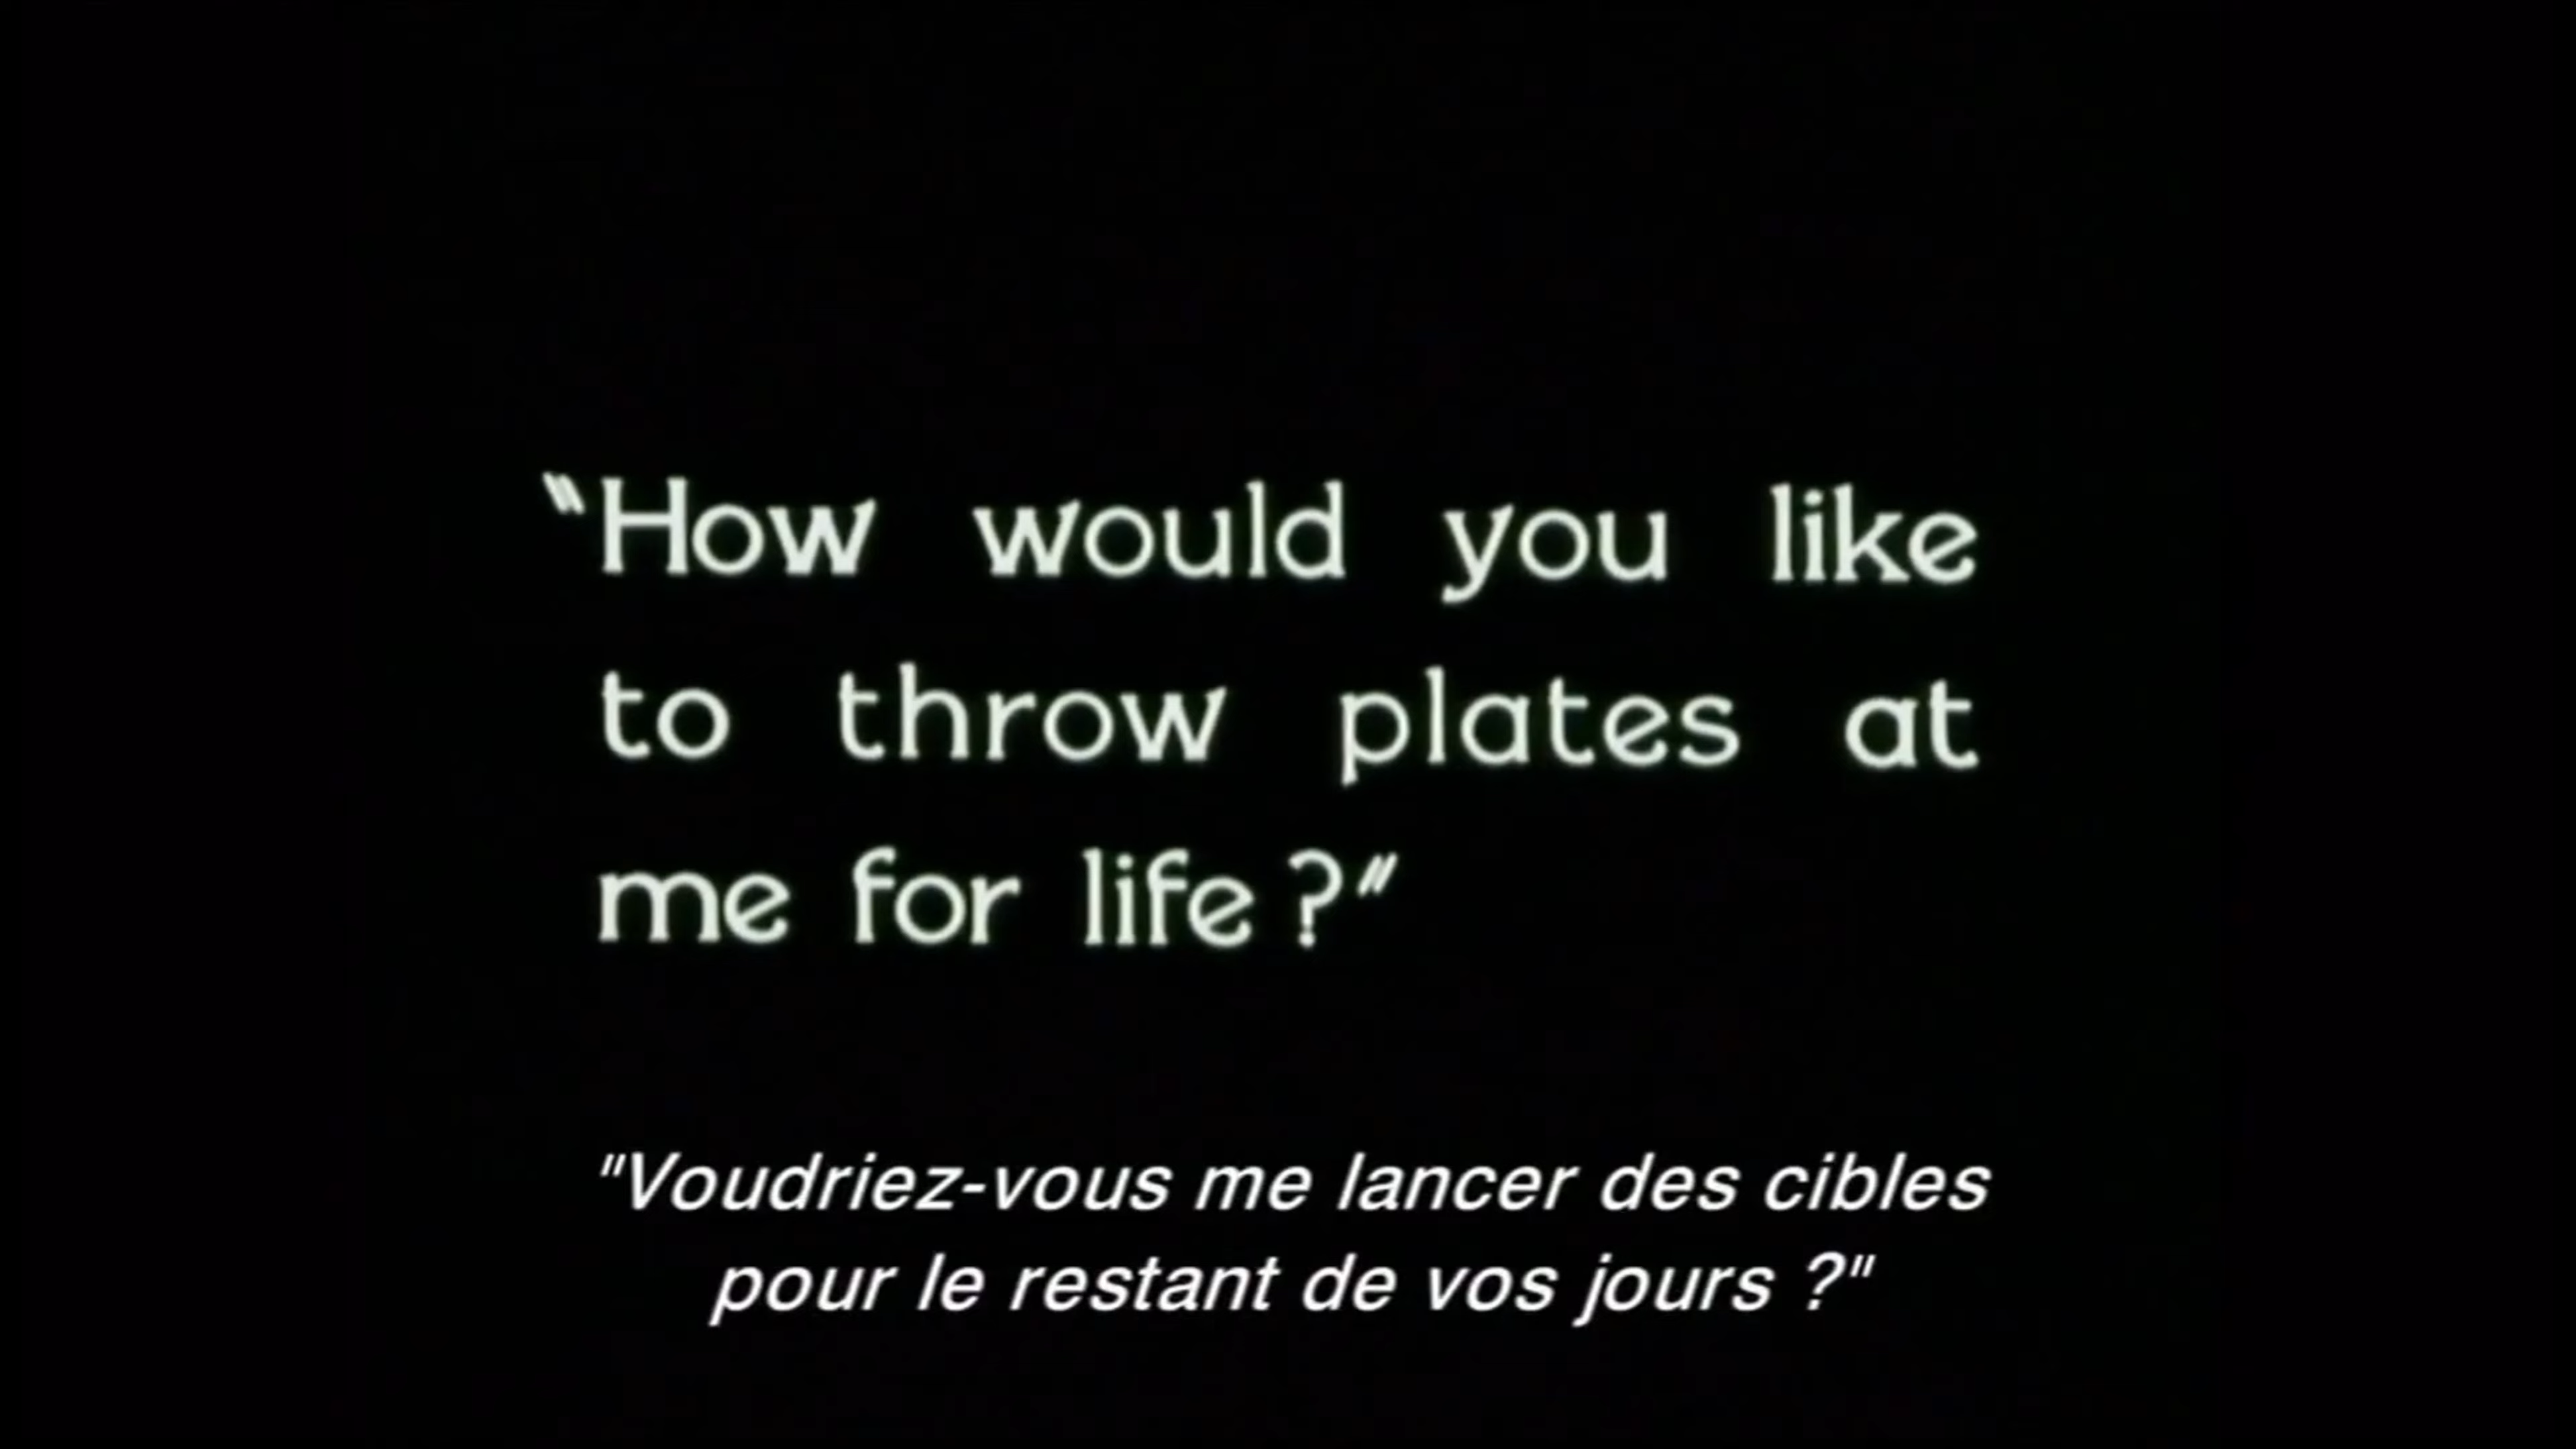 "How would you like
to throw plates at
me for life?"
"Voudriez-vous me lancer des cibles
pour le restant de vos jours ?"